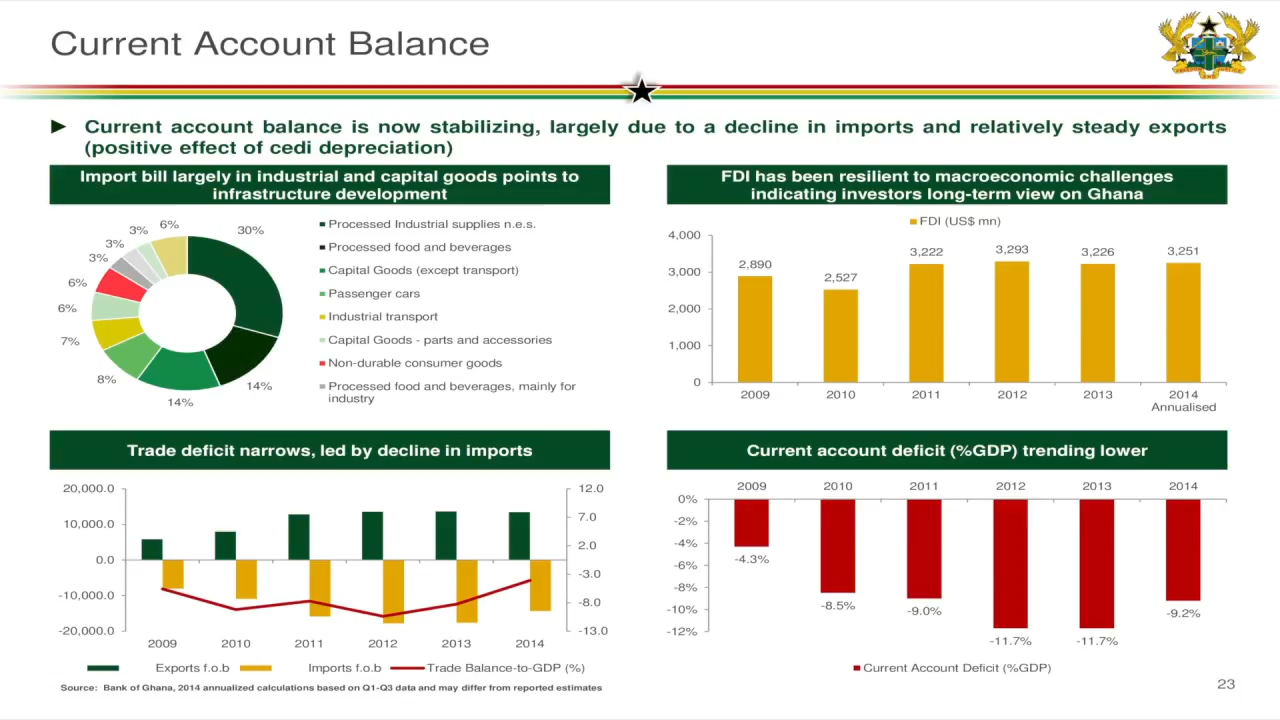 Current Account Balance
Current account balance is now stabilizing, largely due to a decline in imports and relatively steady exports
(positive effect of cedi depreciation)
Import bill largely in industrial and capital goods points to
infrastructure development
30%
14%
14%
8%
7%
6%
6%
3%
3%
3%
6%
Processed Industrial supplies n.e.s.
Processed food and beverages
Capital Goods (except transport)
Passenger cars
Industrial transport
Capital Goods - parts and accessories
Non-durable consumer goods
Processed food and beverages, mainly for
industry
FDI has been resilient to macroeconomic challenges
indicating investors long-term view on Ghana
FDI (US$ mn)
4,000
3,000
2,000
1,000
0
2,890
2,527
3,222
3,293
3,226
3,251
2009 2010 2011 2012 2013 2014
Annualised
Trade deficit narrows, led by decline in imports
20,000.0
10,000.0
0.0
-10,000.0
-20,000.0
12.0
7.0
2.0
-3.0
-8.0
-13.0
2009 2010 2011 2012 2013 2014
Exports f.o.b Imports f.o.b Trade Balance-to-GDP (%)
Current account deficit (%GDP) trending lower
2009 2010 2011 2012 2013 2014
0%
-2%
-4%
-6%
-8%
-10%
-12%
-4.3%
-8.5%
-9.0%
-11.7%
-11.7%
-9.2%
Current Account Deficit (%GDP)
Source: Bank of Ghana, 2014 annualized calculations based on Q1-Q3 data and may differ from reported estimates
23